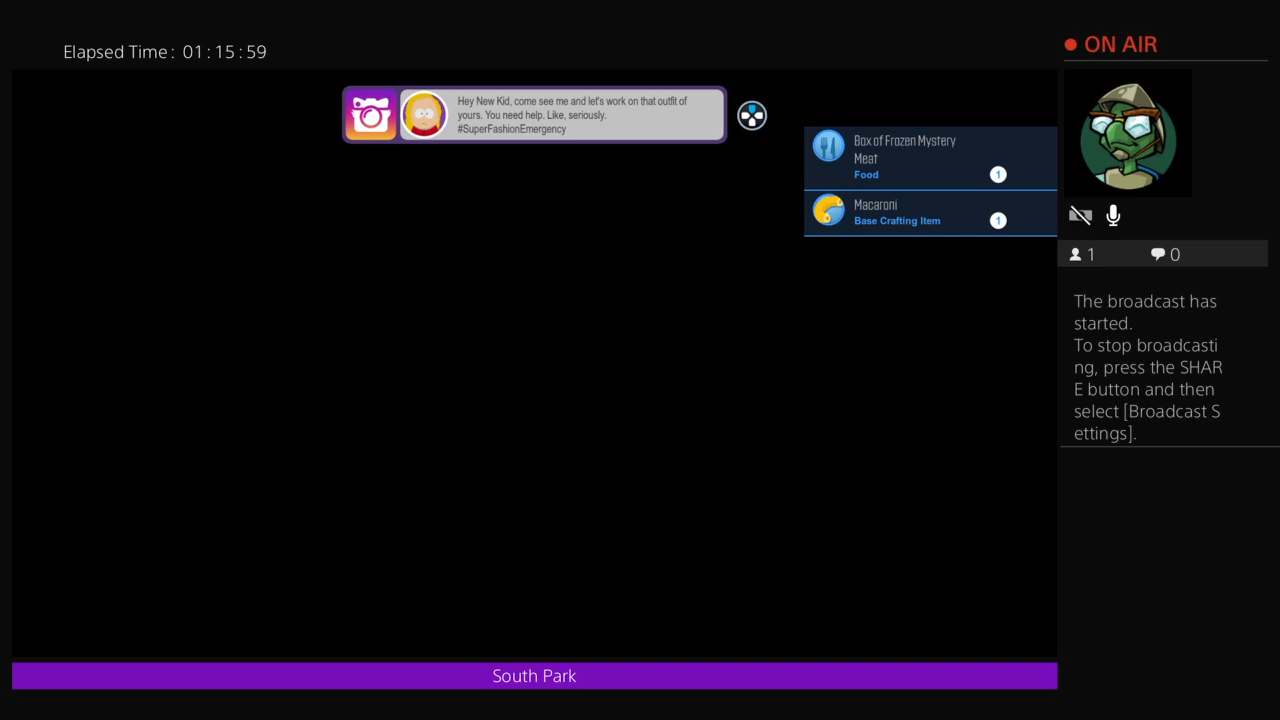 Elapsed Time: 01:15:59
ON AIR
Hey New Kid, come see me and let's work on that outfit of
yours. You need help. Like, seriously.
#SuperFashionEmergency
Box of Frozen Mystery
Meat
Food
1
Macaroni
Base Crafting Item
1
1
0
The broadcast has
started.
To stop broadcasti
ng, press the SHAR
E button and then
select [Broadcast S
ettings].
South Park